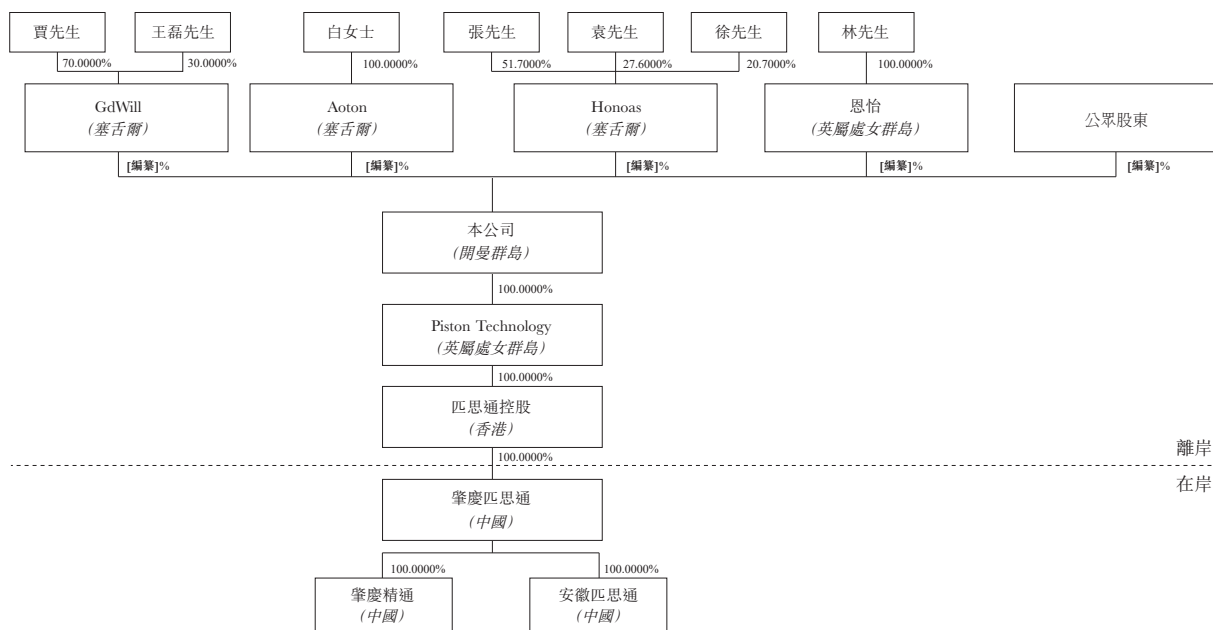 賈先生
王磊先生
白女士
張先生
袁先生
徐先生
林先生
70.0000%
30.0000%
100.0000%
51.7000%
27.6000%
20.7000%
100.0000%
GdWill
(塞舌爾)
Aoton
(塞舌爾)
Honoas
(塞舌爾)
恩怡
(英屬處女群島)
公眾股東
[編纂]%
[編纂]%
[編纂]%
[編纂]%
[編纂]%
本公司
(開曼群島)
100.0000%
Piston Technology
(英屬處女群島)
100.0000%
匹思通控股
(香港)
離岸
100.0000%
在岸
肇慶匹思通
(中國)
100.0000%
100.0000%
肇慶精通
(中國)
安徽匹思通
(中國)